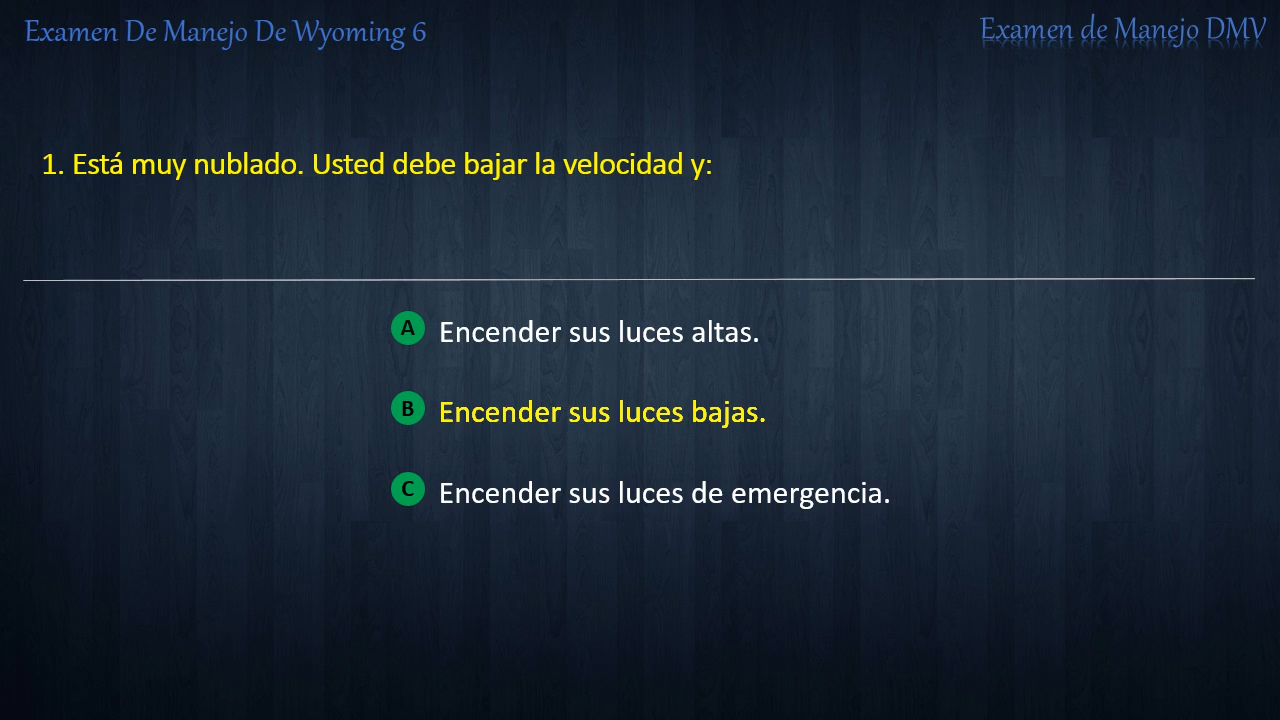 Examen De Manejo De Wyoming 6
Examen de Manejo DMV
1. Está muy nublado. Usted debe bajar la velocidad y:
A Encender sus luces altas.
B Encender sus luces bajas.
C Encender sus luces de emergencia.